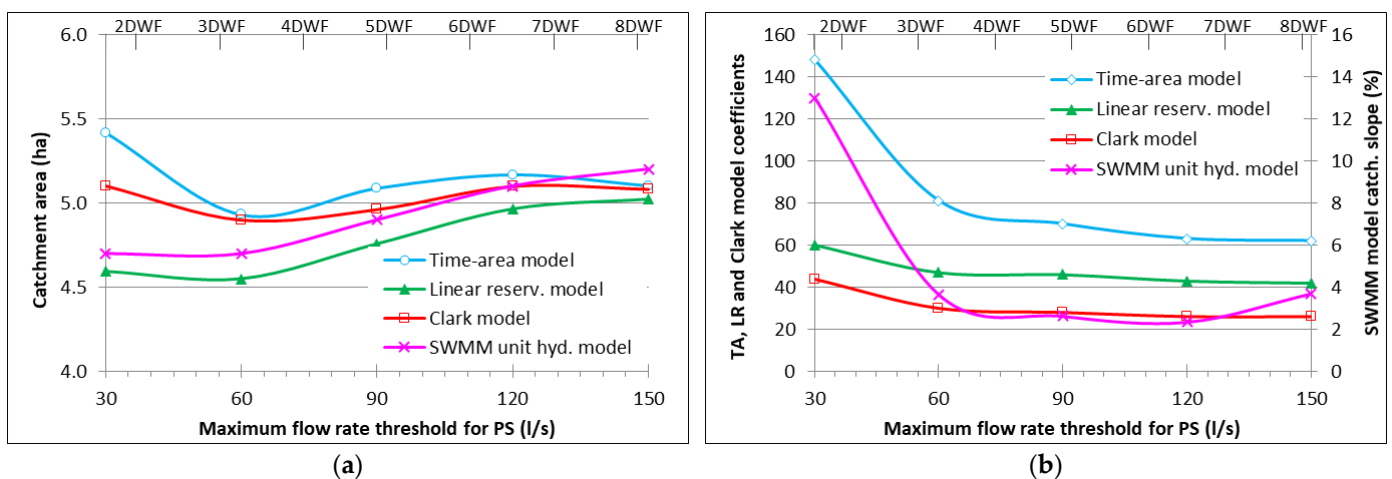 2DWF 3DWF 4DWF 5DWF 6DWF 7DWF 8DWF
6.0
5.5
5.0
4.5
4.0
Catchment area (ha)
Time-area model
Linear reserv. model
Clark model
SWMM unit hyd. model
30 60 90 120 150
Maximum flow rate threshold for PS (l/s)
(a)
2DWF 3DWF 4DWF 5DWF 6DWF 7DWF 8DWF
160
140
120
100
80
60
40
20
0
TA, LR and Clark model coefficients
Time-area model
Linear reserv. model
Clark model
SWMM unit hyd. model
16
14
12
10
8
6
4
2
0
SWMM model catch. slope (%)
30 60 90 120 150
Maximum flow rate threshold for PS (l/s)
(b)